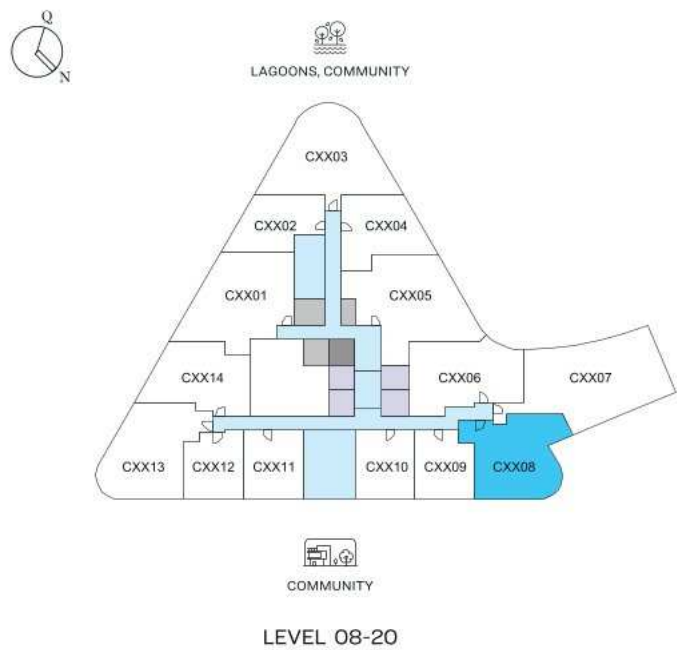 Q
N
LAGOONS, COMMUNITY
CXX03
CXX02
CXX04
CXX01
CXX05
CXX14
CXX06
CXX07
CXX13
CXX12
CXX11
CXX10
CXX09
CXX08
COMMUNITY
LEVEL 08-20